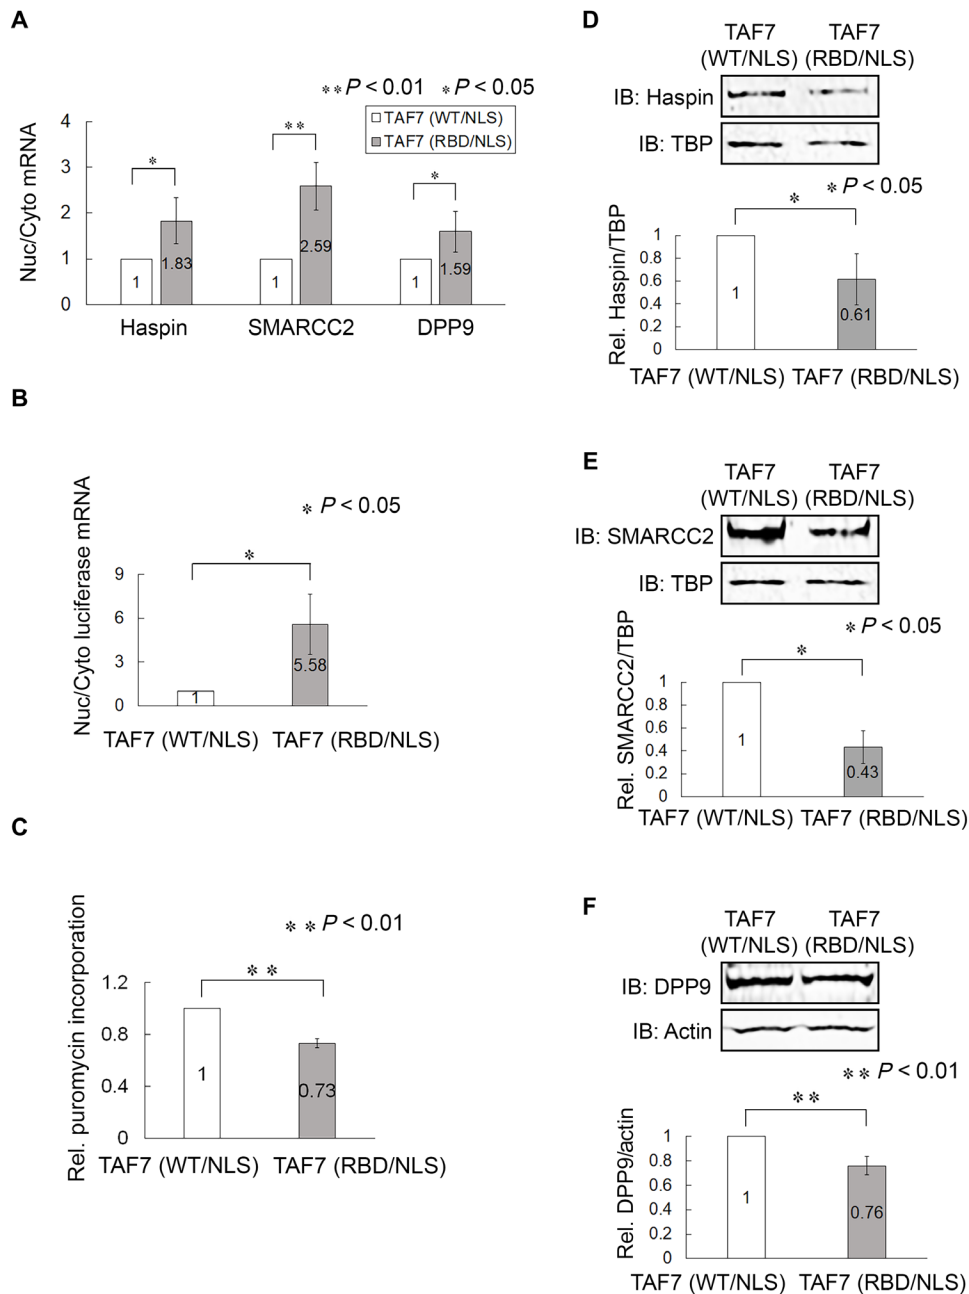 A
**P < 0.01 *P < 0.05
TAF7 (WT/NLS)
TAF7 (RBD/NLS)
Nuc/Cyto mRNA
4
3
2
1
0
*
**
*
1
1.83
1
2.59
1
1.59
Haspin SMARCC2 DPP9
B
* P < 0.05
Nuc/Cyto luciferase mRNA
9
6
3
0
*
1
5.58
TAF7 (WT/NLS) TAF7 (RBD/NLS)
C
** P < 0.01
Rel. puromycin incorporation
1.2
0.8
0.4
0
**
1
0.73
TAF7 (WT/NLS) TAF7 (RBD/NLS)
D
TAF7 TAF7
(WT/NLS) (RBD/NLS)
IB: Haspin
IB: TBP
* P < 0.05
Rel. Haspin/TBP
1
0.8
0.6
0.4
0.2
0
*
1
0.61
TAF7 (WT/NLS) TAF7 (RBD/NLS)
E
TAF7 TAF7
(WT/NLS) (RBD/NLS)
IB: SMARCC2
IB: TBP
* P < 0.05
Rel. SMARCC2/TBP
1
0.8
0.6
0.4
0.2
0
*
1
0.43
TAF7 (WT/NLS) TAF7 (RBD/NLS)
F
TAF7 TAF7
(WT/NLS) (RBD/NLS)
IB: DPP9
IB: Actin
** P < 0.01
Rel. DPP9/actin
1
0.8
0.6
0.4
0.2
0
**
1
0.76
TAF7 (WT/NLS) TAF7 (RBD/NLS)